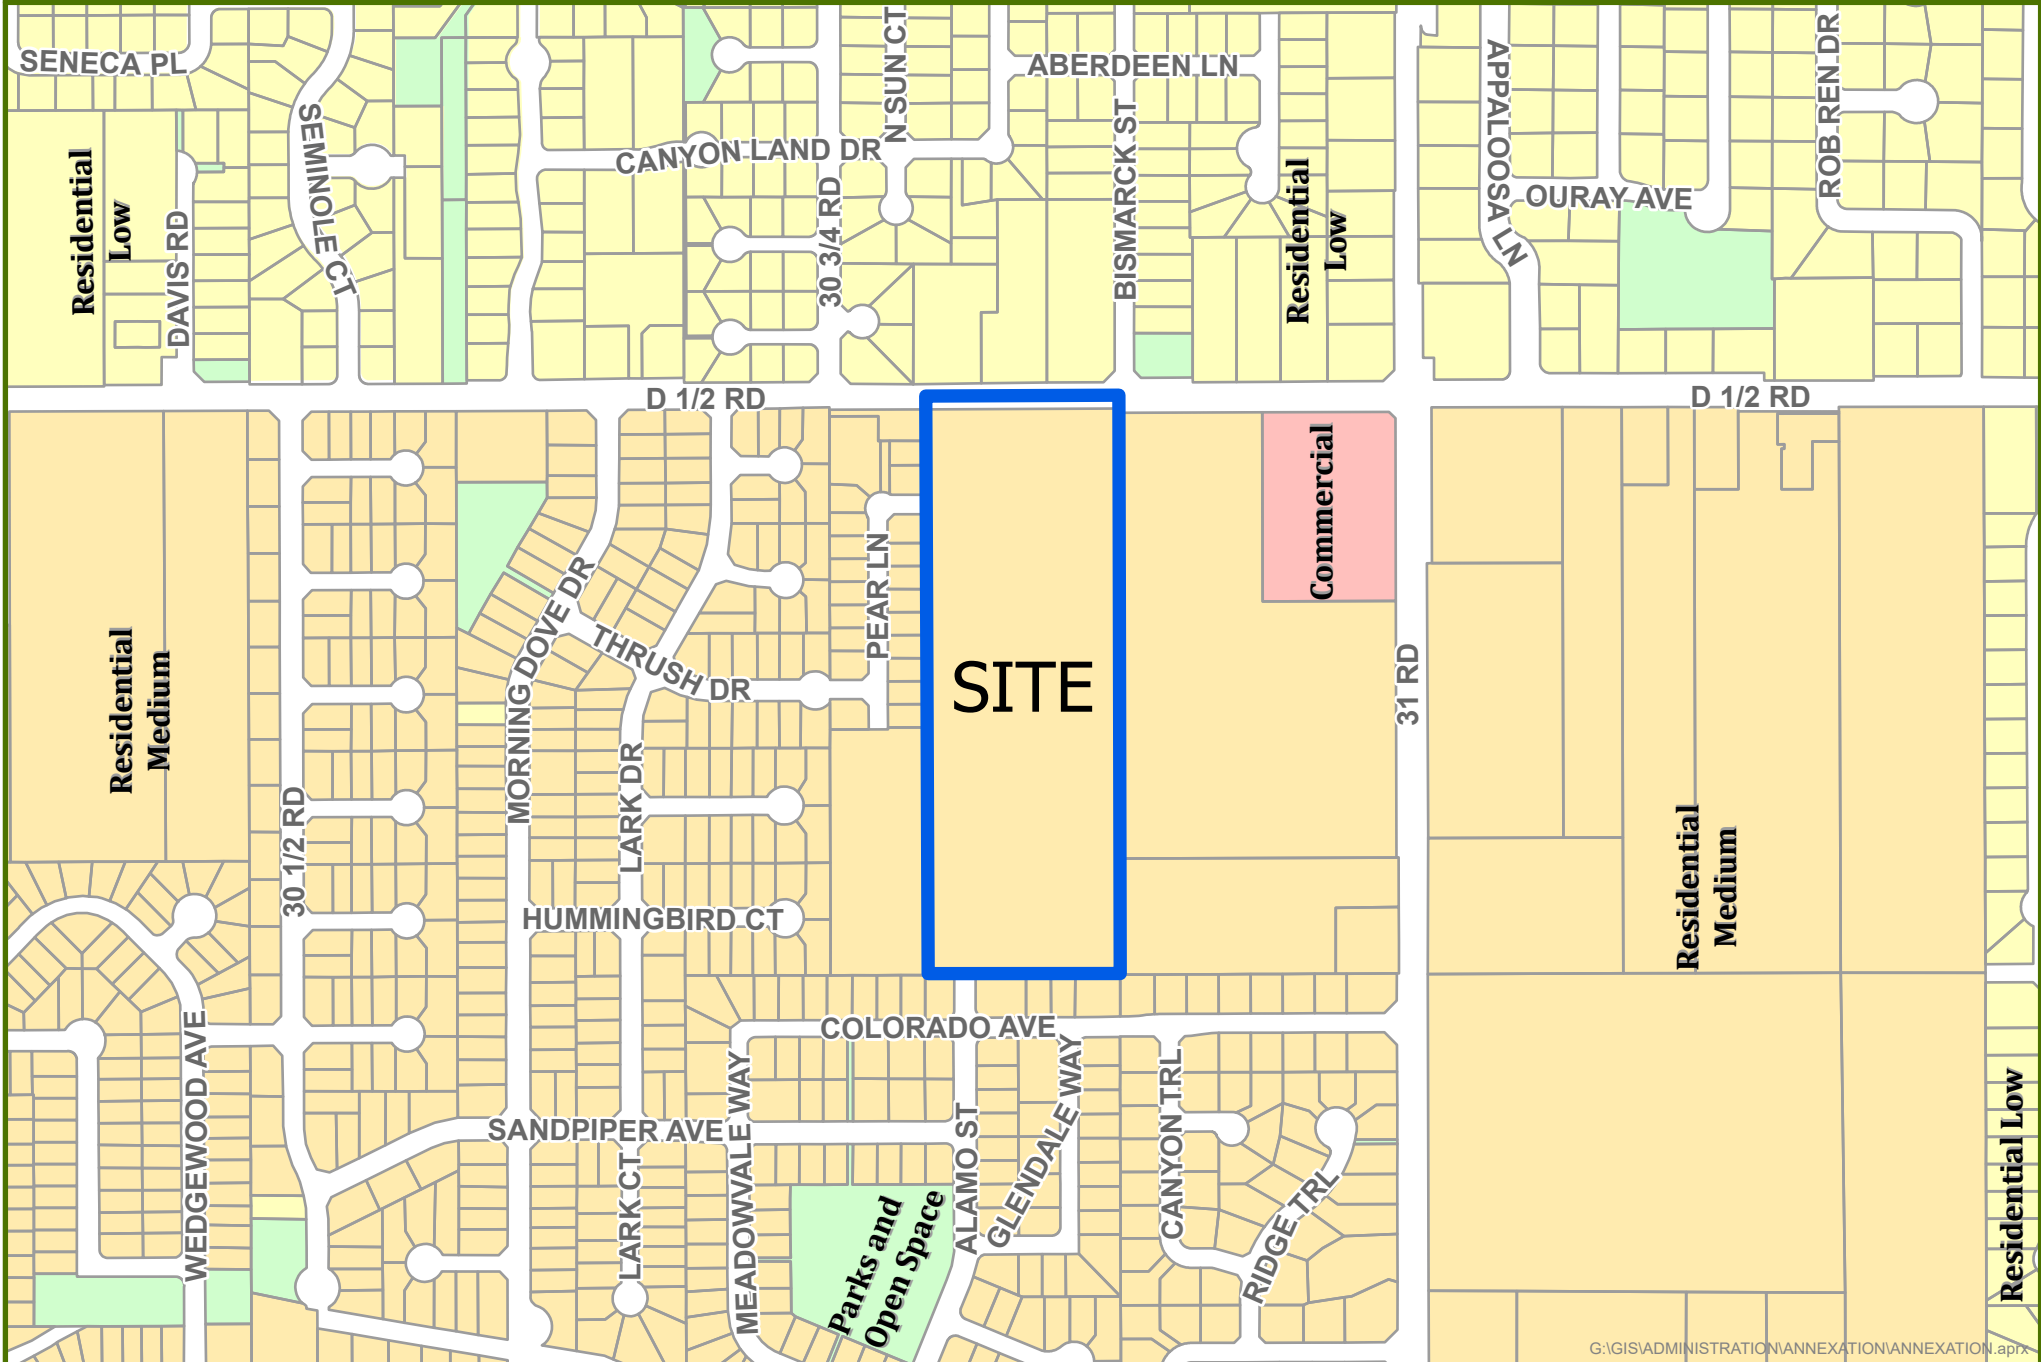 SENECA PL
SEMINOLE CT
Residential
Low
DAVIS RD
CANYON LAND DR
N SUN CT
30 3/4 RD
ABERDEEN LN
BISMARCK ST
Residential
Low
APPALOOSA LN
OURAY AVE
ROB REN DR
D 1/2 RD
D 1/2 RD
Commercial
Residential
Medium
30 1/2 RD
MORNING DOVE DR
THRUSH DR
LARK DR
PEAR LN
SITE
31 RD
Residential
Medium
HUMMINGBIRD CT
COLORADO AVE
WEDGEWOOD AVE
SANDPIPER AVE
LARK CT
MEADOWVALE WAY
ALAMO ST
GLENDALE WAY
CANYON TRL
RIDGE TRL
Parks and
Open Space
Residential Low
G:\GIS\ADMINISTRATION\ANNEXATION\ANNEXATION.aprx